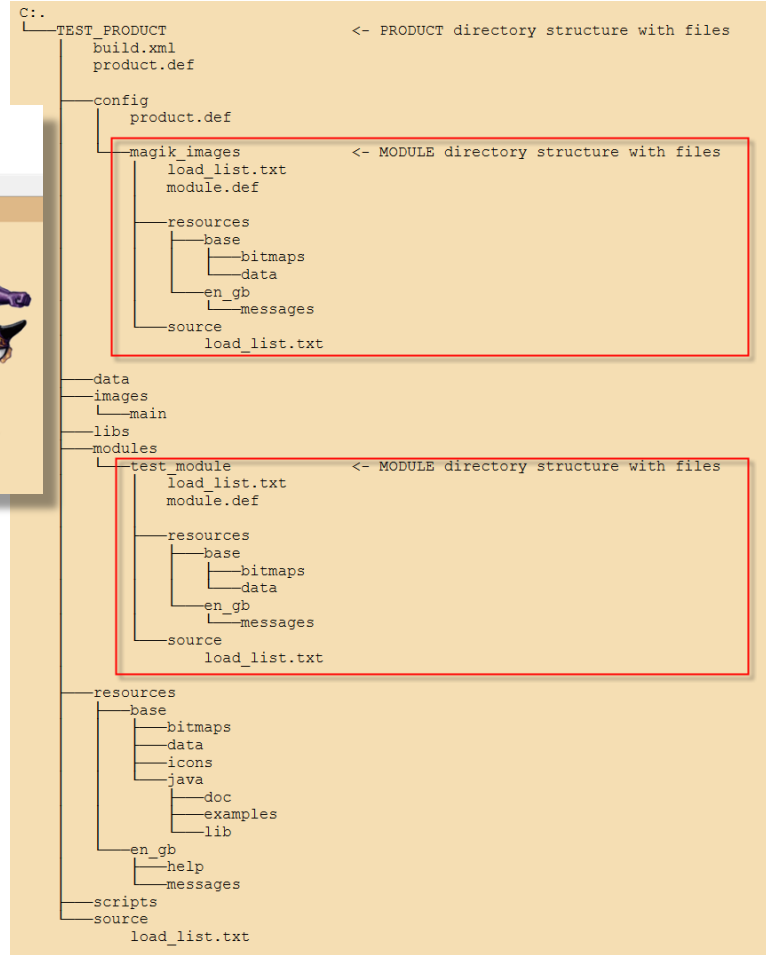 C:.
└───TEST_PRODUCT <- PRODUCT directory structure with files
    │   build.xml
    │   product.def
    │
    ├───config
    │   │   product.def
    │   │
    │   └───magik_images <- MODULE directory structure with files
    │       │   load_list.txt
    │       │   module.def
    │       │
    │       ├───resources
    │       │   ├───base
    │       │   │   ├───bitmaps
    │       │   │   └───data
    │       │   └───en_gb
    │       │       └───messages
    │       └───source
    │               load_list.txt
    │
    ├───data
    ├───images
    │   └───main
    ├───libs
    ├───modules
    │   └───test_module <- MODULE directory structure with files
    │       │   load_list.txt
    │       │   module.def
    │       │
    │       ├───resources
    │       │   ├───base
    │       │   │   ├───bitmaps
    │       │   │   └───data
    │       │   └───en_gb
    │       │       └───messages
    │       └───source
    │               load_list.txt
    │
    ├───resources
    │   ├───base
    │   │   ├───bitmaps
    │   │   ├───data
    │   │   ├───icons
    │   │   └───java
    │   │       ├───doc
    │   │       ├───examples
    │   │       └───lib
    │   └───en_gb
    │       ├───help
    │       └───messages
    ├───scripts
    └───source
            load_list.txt